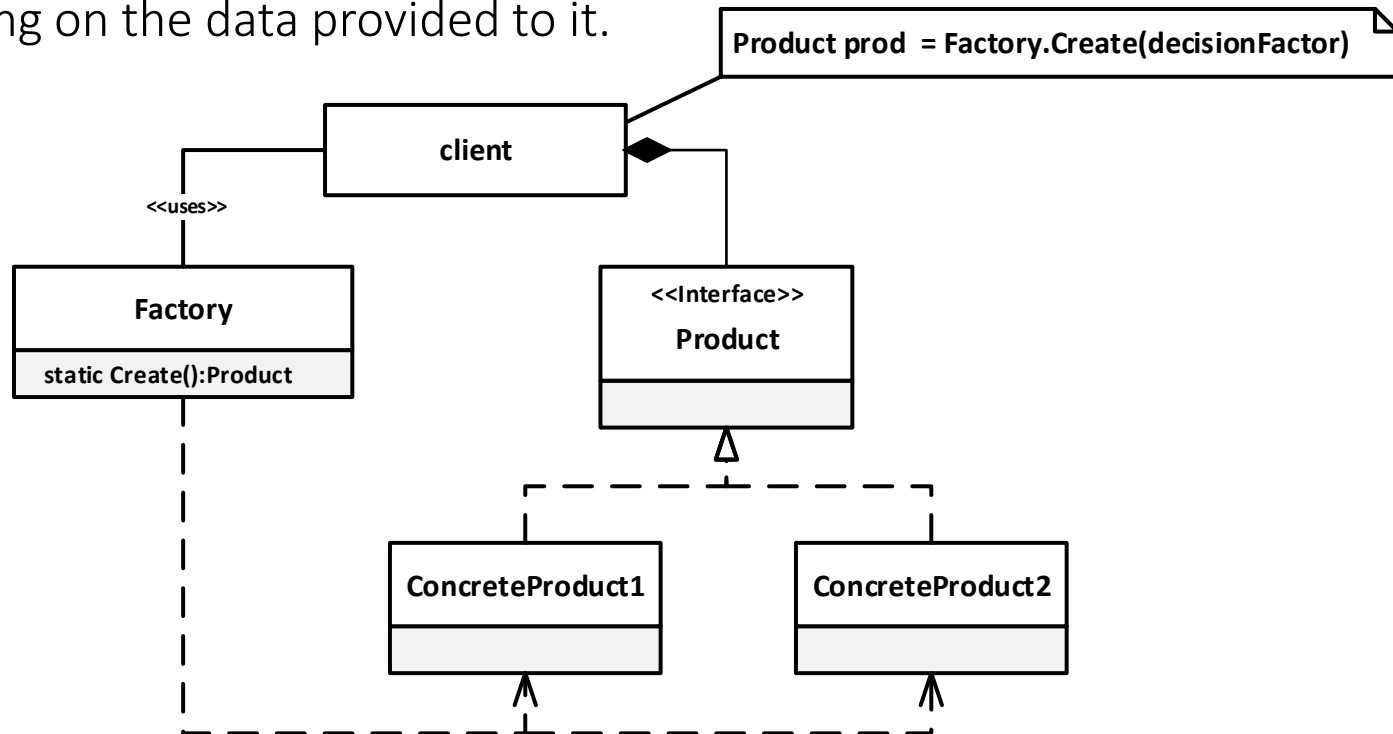 on the data provided to it.
Product prod = Factory.Create(decisionFactor)
client
<<uses>>
Factory
static Create():Product
<<Interface>>
Product
ConcreteProduct1
ConcreteProduct2